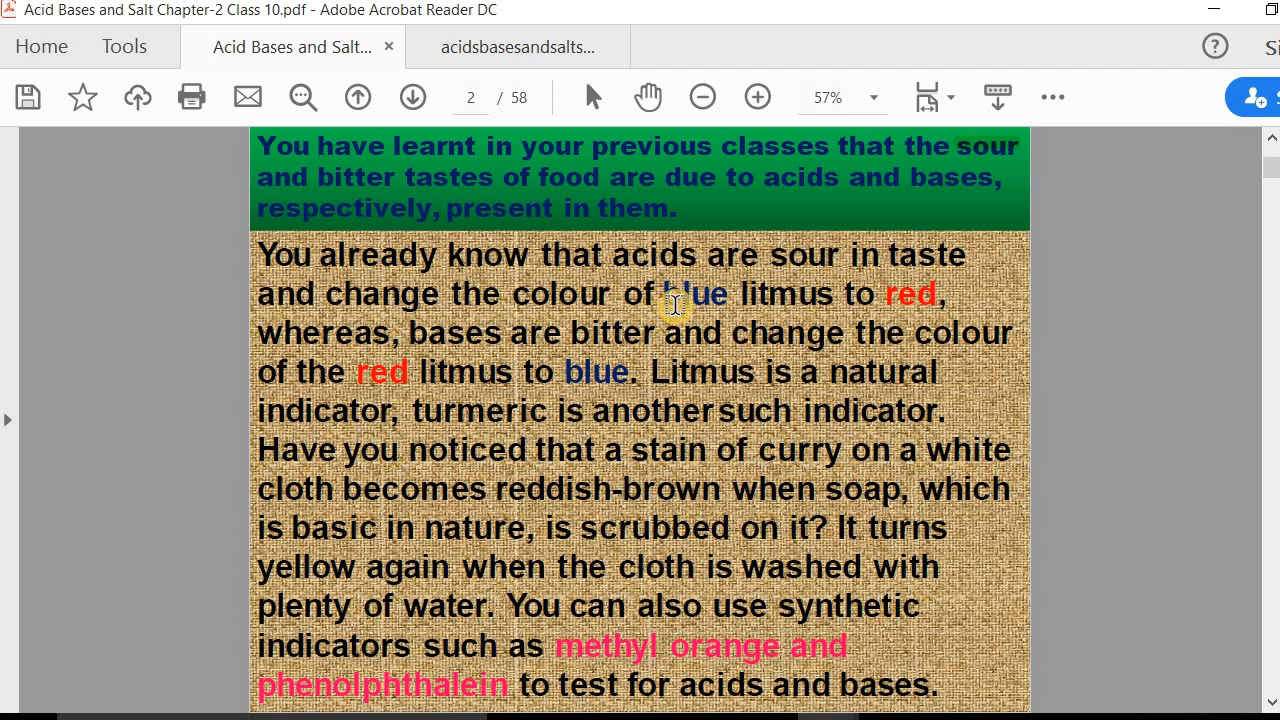 Acid Bases and Salt Chapter-2 Class 10.pdf - Adobe Acrobat Reader DC
Home Tools Acid Bases and Salt... × acidsbasesandsalts...
2 / 58 57%
You have learnt in your previous classes that the sour
and bitter tastes of food are due to acids and bases,
respectively, present in them.
You already know that acids are sour in taste
and change the colour of blue litmus to red,
whereas, bases are bitter and change the colour
of the red litmus to blue. Litmus is a natural
indicator, turmeric is another such indicator.
Have you noticed that a stain of curry on a white
cloth becomes reddish-brown when soap, which
is basic in nature, is scrubbed on it? It turns
yellow again when the cloth is washed with
plenty of water. You can also use synthetic
indicators such as methyl orange and
phenolphthalein to test for acids and bases.